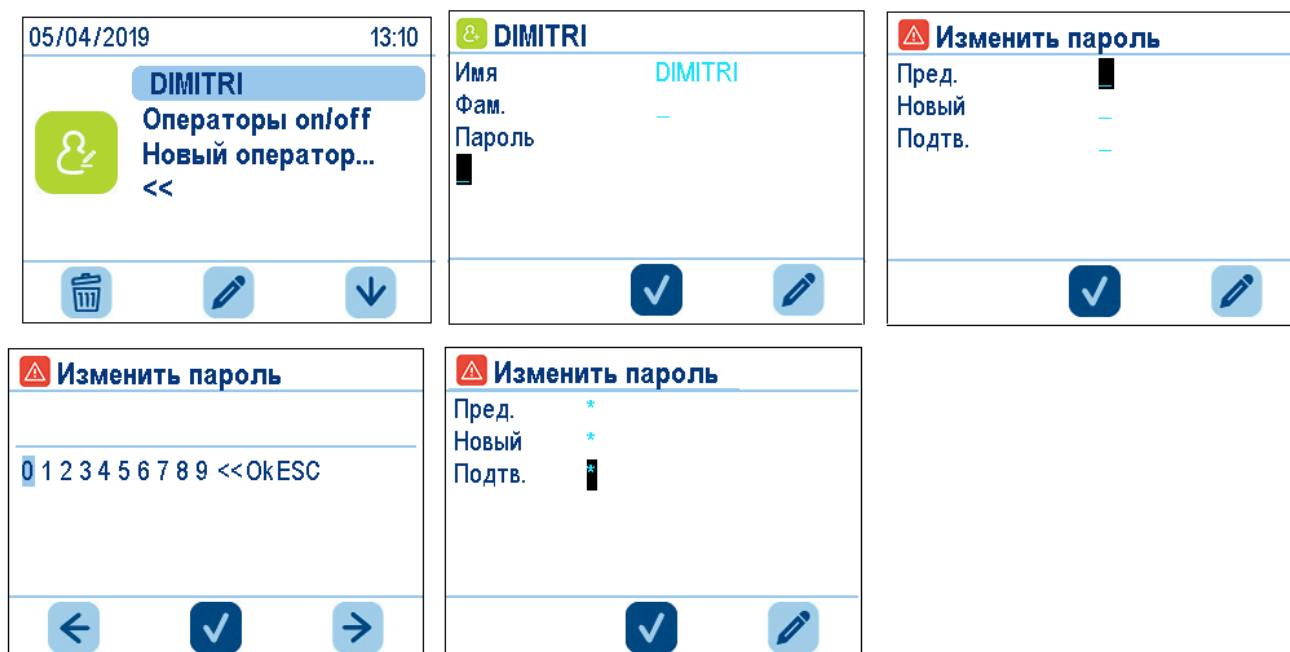 05/04/2019 13:10
DIMITRI
Операторы on/off
Новый оператор...
<<
DIMITRI
Имя DIMITRI
Фам. _
Пароль
_
Изменить пароль
Пред. _
Новый _
Подтв. _
Изменить пароль
0 1 2 3 4 5 6 7 8 9 << Ok ESC
Изменить пароль
Пред. *
Новый *
Подтв. *